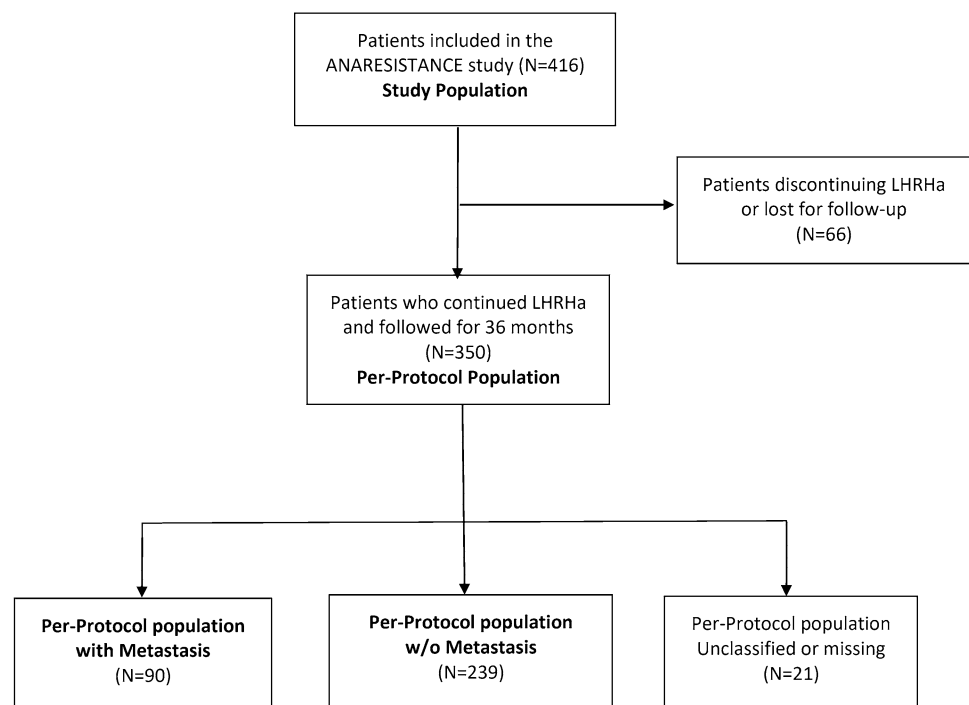 Patients included in the
ANARESISTANCE study (N=416)
Study Population
Patients discontinuing LHRHa
or lost for follow-up
(N=66)
Patients who continued LHRHa
and followed for 36 months
(N=350)
Per-Protocol Population
Per-Protocol population
with Metastasis
(N=90)
Per-Protocol population
w/o Metastasis
(N=239)
Per-Protocol population
Unclassified or missing
(N=21)